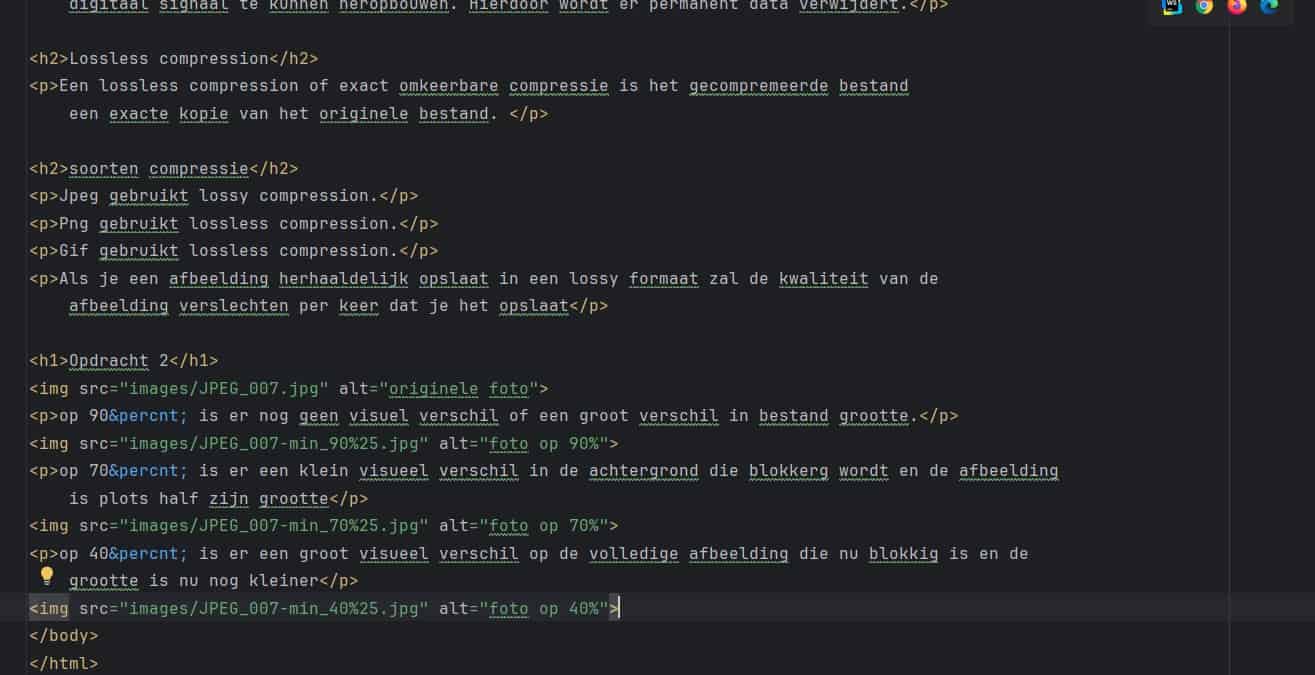 digitaal signaal te kunnen heropbouwen. Hierdoor wordt er permanent data verwijdert.</p>
<h2>Lossless compression</h2>
<p>Een lossless compression of exact omkeerbare compressie is het gecompremeerde bestand
een exacte kopie van het originele bestand. </p>
<h2>soorten compressie</h2>
<p>Jpeg gebruikt lossy compression.</p>
<p>Png gebruikt lossless compression.</p>
<p>Gif gebruikt lossless compression.</p>
<p>Als je een afbeelding herhaaldelijk opslaat in een lossy formaat zal de kwaliteit van de
afbeelding verslechten per keer dat je het opslaat</p>
<h1>Opdracht 2</h1>
<img src="images/JPEG_007.jpg" alt="originele foto">
<p>op 90&percnt; is er nog geen visuel verschil of een groot verschil in bestand grootte.</p>
<img src="images/JPEG_007-min_90%25.jpg" alt="foto op 90%">
<p>op 70&percnt; is er een klein visueel verschil in de achtergrond die blokkerg wordt en de afbeelding
is plots half zijn grootte</p>
<img src="images/JPEG_007-min_70%25.jpg" alt="foto op 70%">
<p>op 40&percnt; is er een groot visueel verschil op de volledige afbeelding die nu blokkig is en de
grootte is nu nog kleiner</p>
<img src="images/JPEG_007-min_40%25.jpg" alt="foto op 40%">
</body>
</html>